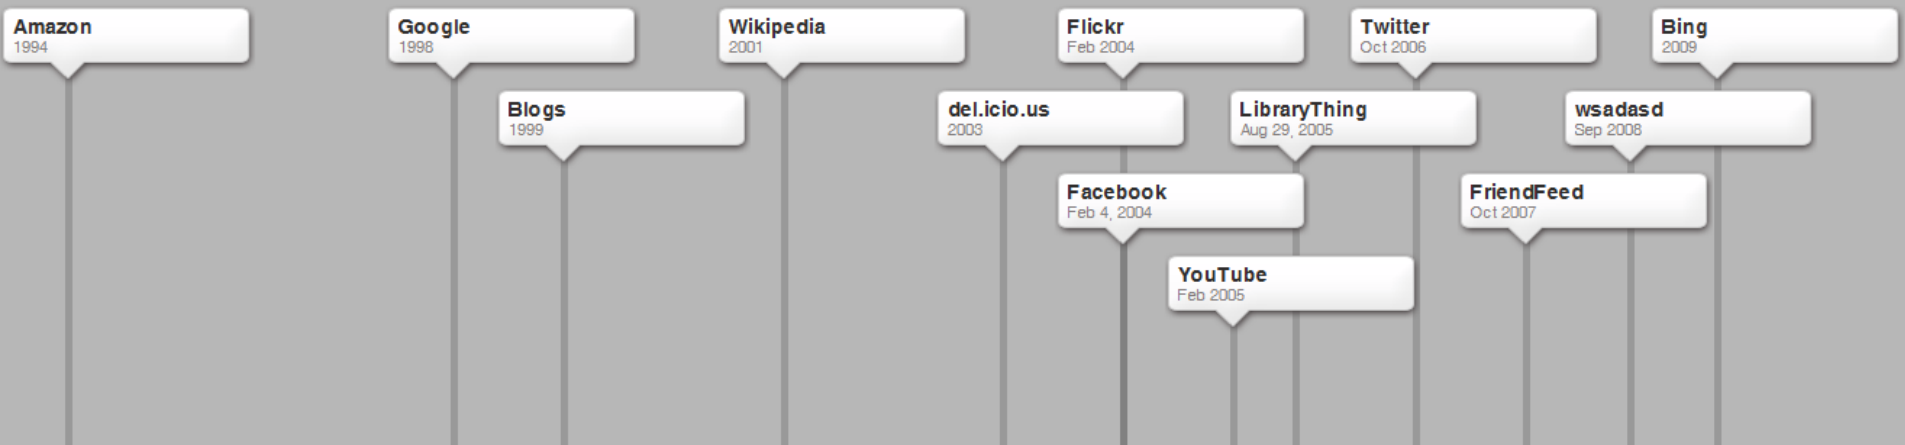 Amazon
1994
Google
1998
Wikipedia
2001
Flickr
Feb 2004
Twitter
Oct 2006
Bing
2009
Blogs
1999
del.icio.us
2003
LibraryThing
Aug 29, 2005
wsadasd
Sep 2008
Facebook
Feb 4, 2004
FriendFeed
Oct 2007
YouTube
Feb 2005